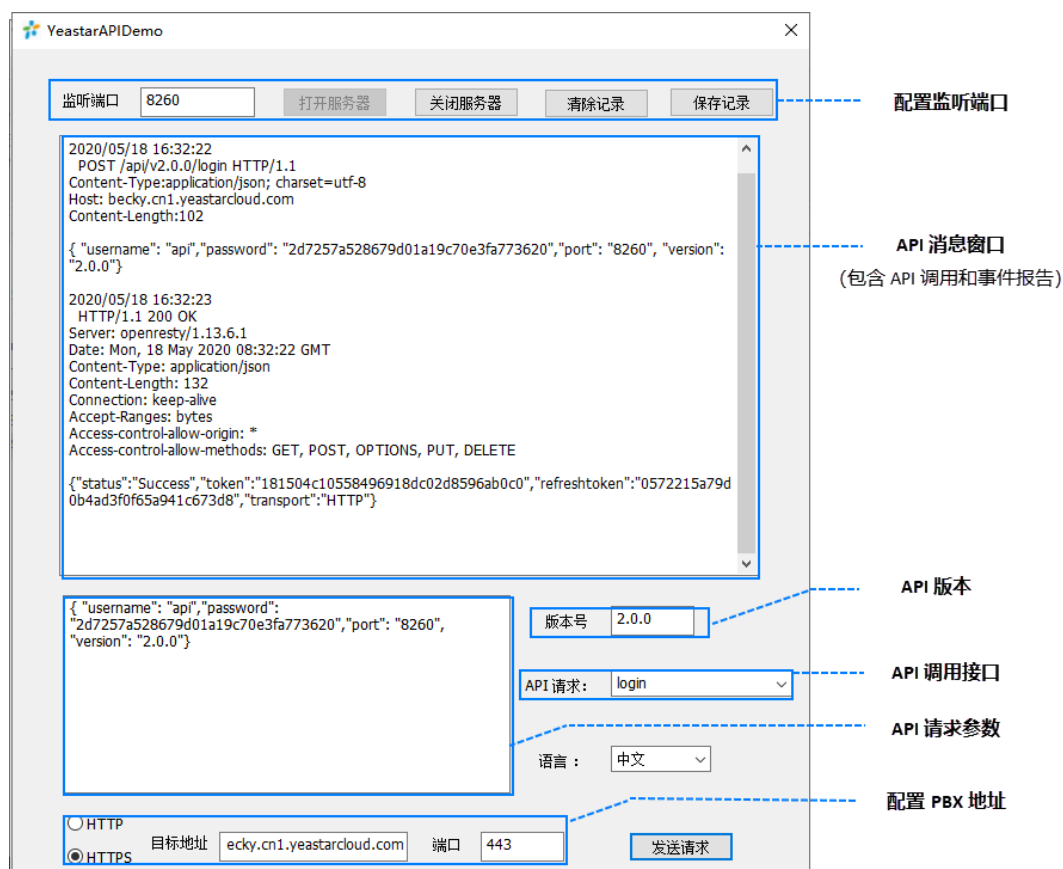 YeastarAPIDemo
监听端口 8260 打开服务器 关闭服务器 清除记录 保存记录
配置监听端口
2020/05/18 16:32:22
POST /api/v2.0.0/login HTTP/1.1
Content-Type:application/json; charset=utf-8
Host: becky.cn1.yeastarcloud.com
Content-Length:102
{ "username": "api","password": "2d7257a528679d01a19c70e3fa773620","port": "8260", "version":
"2.0.0"}
2020/05/18 16:32:23
HTTP/1.1 200 OK
Server: openresty/1.13.6.1
Date: Mon, 18 May 2020 08:32:22 GMT
Content-Type: application/json
Content-Length: 132
Connection: keep-alive
Accept-Ranges: bytes
Access-control-allow-origin: *
Access-control-allow-methods: GET, POST, OPTIONS, PUT, DELETE
{"status":"Success","token":"181504c10558496918dc02d8596ab0c0","refreshtoken":"0572215a79d
0b4ad3f0f65a941c673d8","transport":"HTTP"}
API 消息窗口
(包含 API 调用和事件报告)
{ "username": "api","password":
"2d7257a528679d01a19c70e3fa773620","port": "8260",
"version": "2.0.0"}
版本号 2.0.0
API 版本
API 请求： login
API 调用接口
API 请求参数
语言： 中文
配置 PBX 地址
HTTP
HTTPS
目标地址 ecky.cn1.yeastarcloud.com 端口 443 发送请求